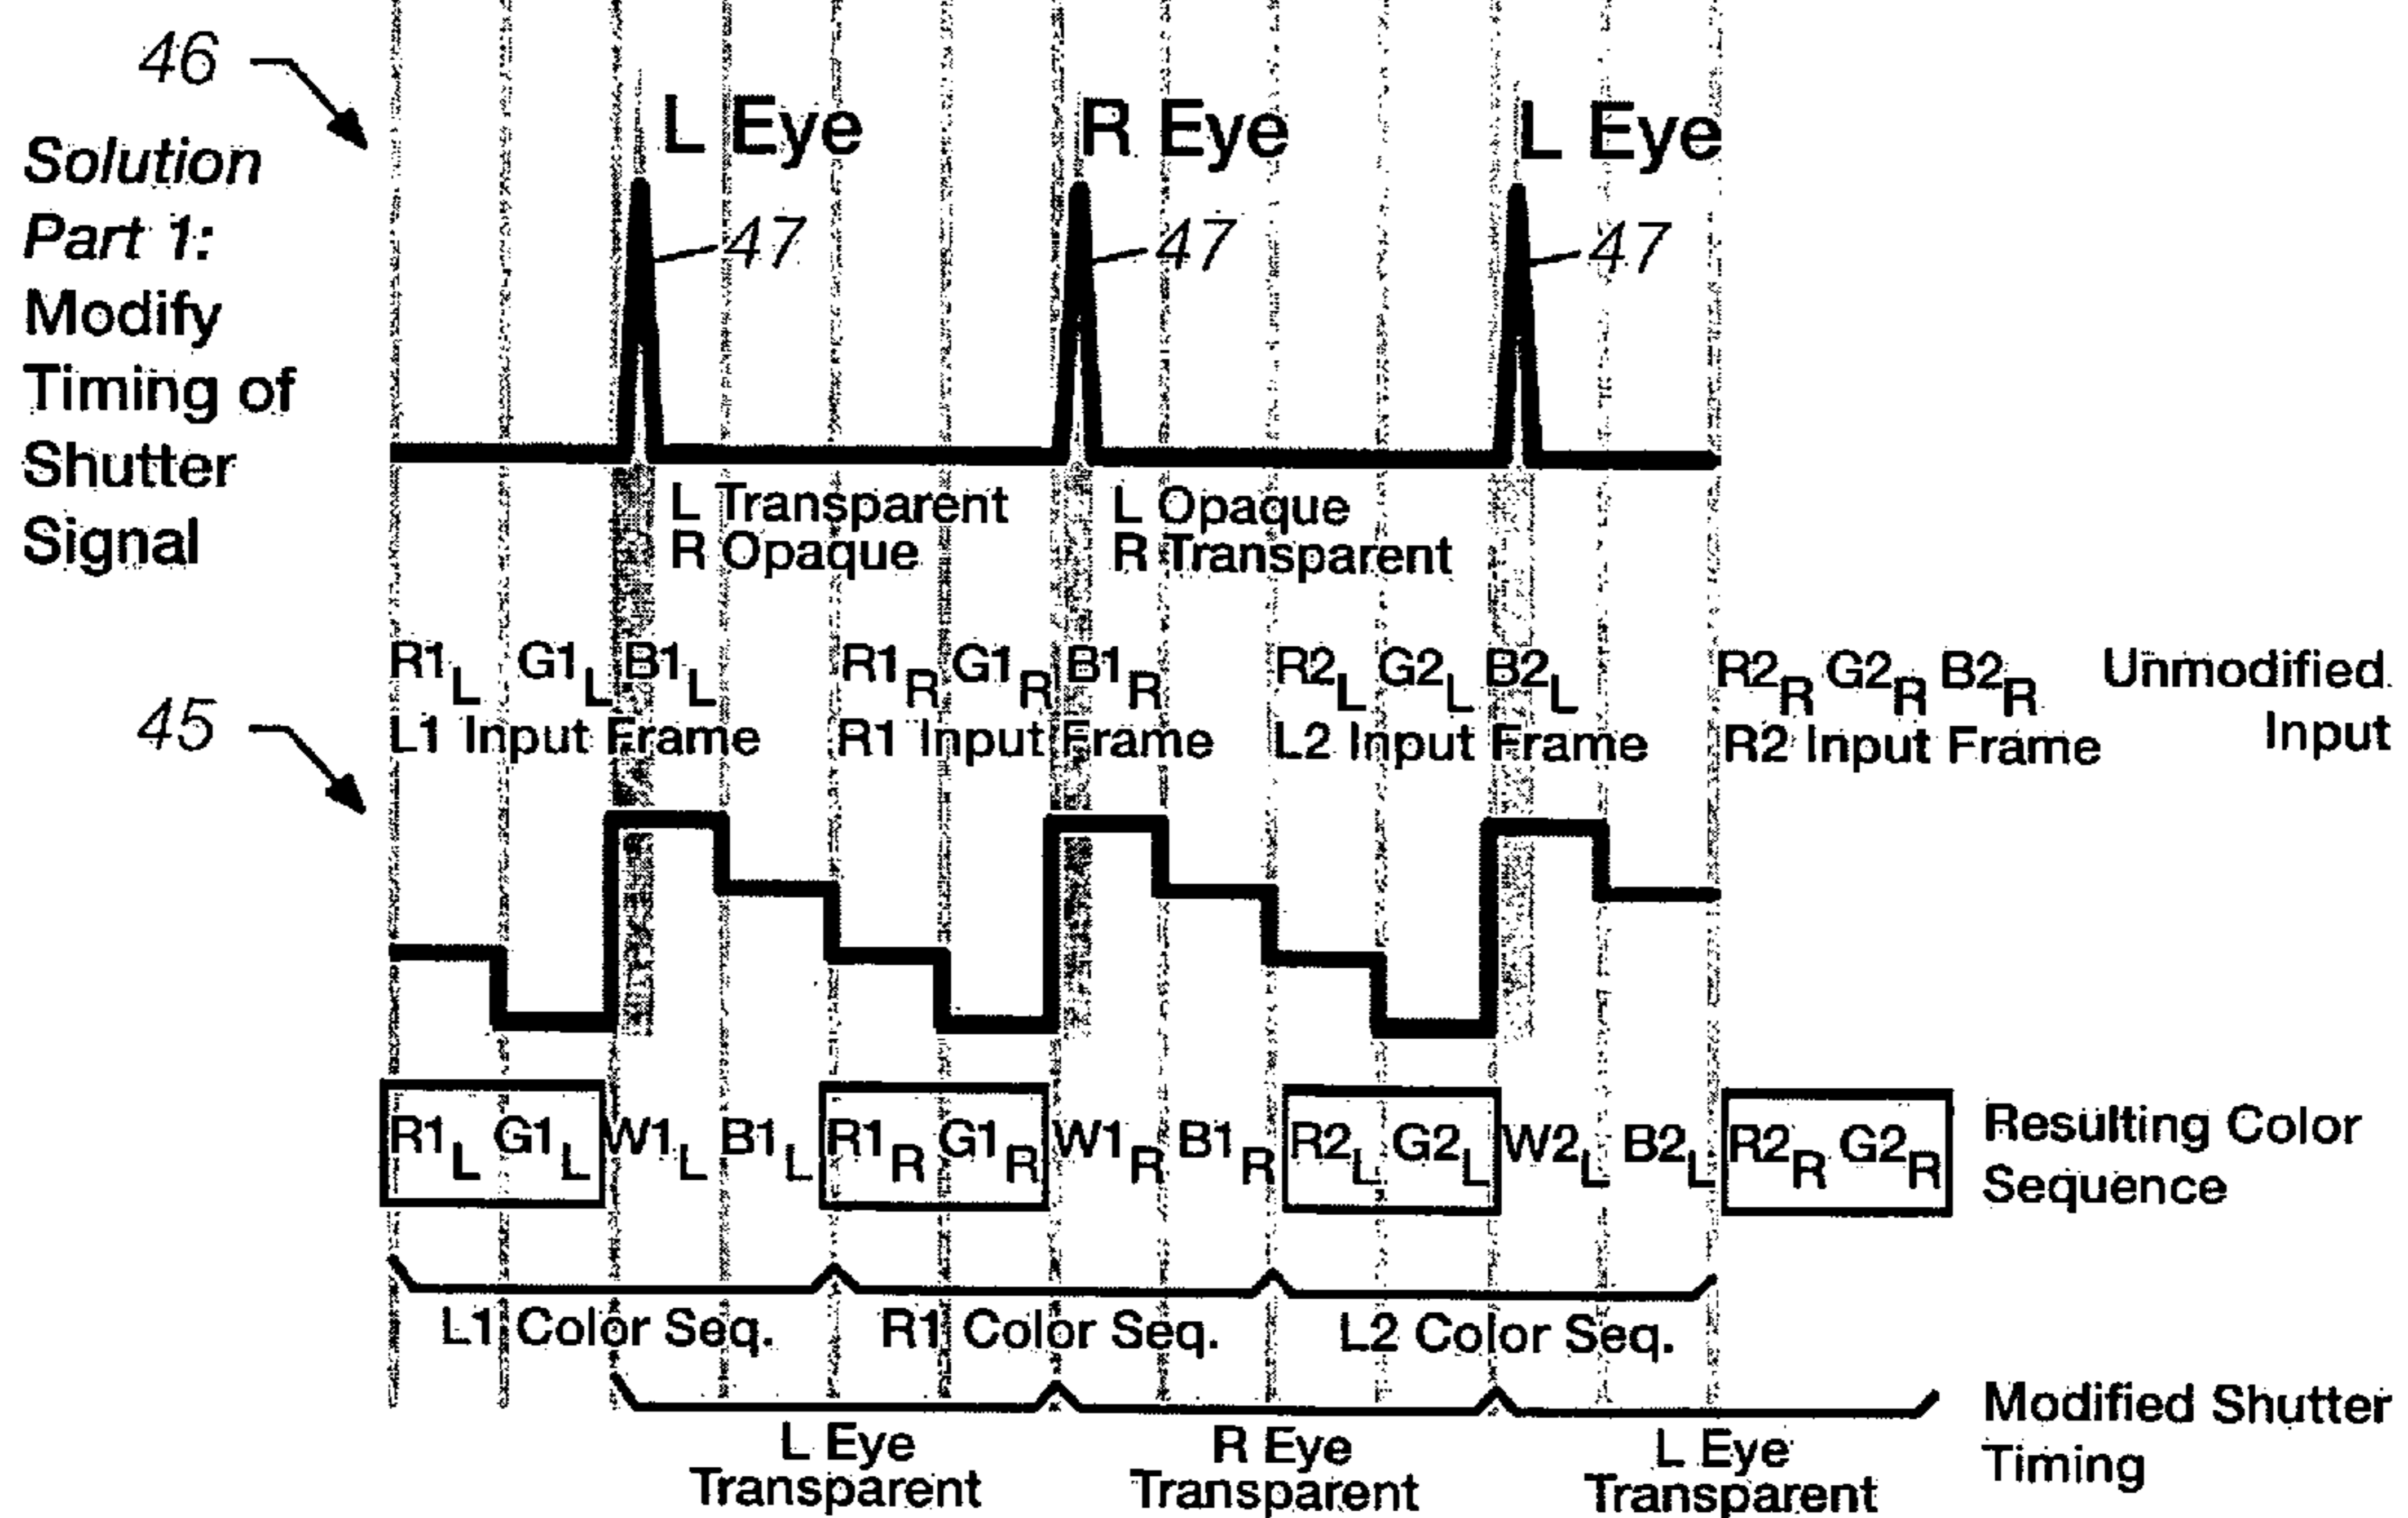 46
Solution
Part 1:
Modify
Timing of
Shutter
Signal
L Eye R Eye L Eye
47 47 47
L Transparent L Opaque
R Opaque R Transparent
R1L G1L B1L R1R G1R B1R R2L G2L B2L R2R G2R B2R Unmodified
L1 Input Frame R1 Input Frame L2 Input Frame R2 Input Frame Input
45
R1L G1L W1L B1L R1R G1R W1R B1R R2L G2L W2L B2L R2R G2R Resulting Color
Sequence
L1 Color Seq. R1 Color Seq. L2 Color Seq.
L Eye R Eye L Eye Modified Shutter
Transparent Transparent Transparent Timing